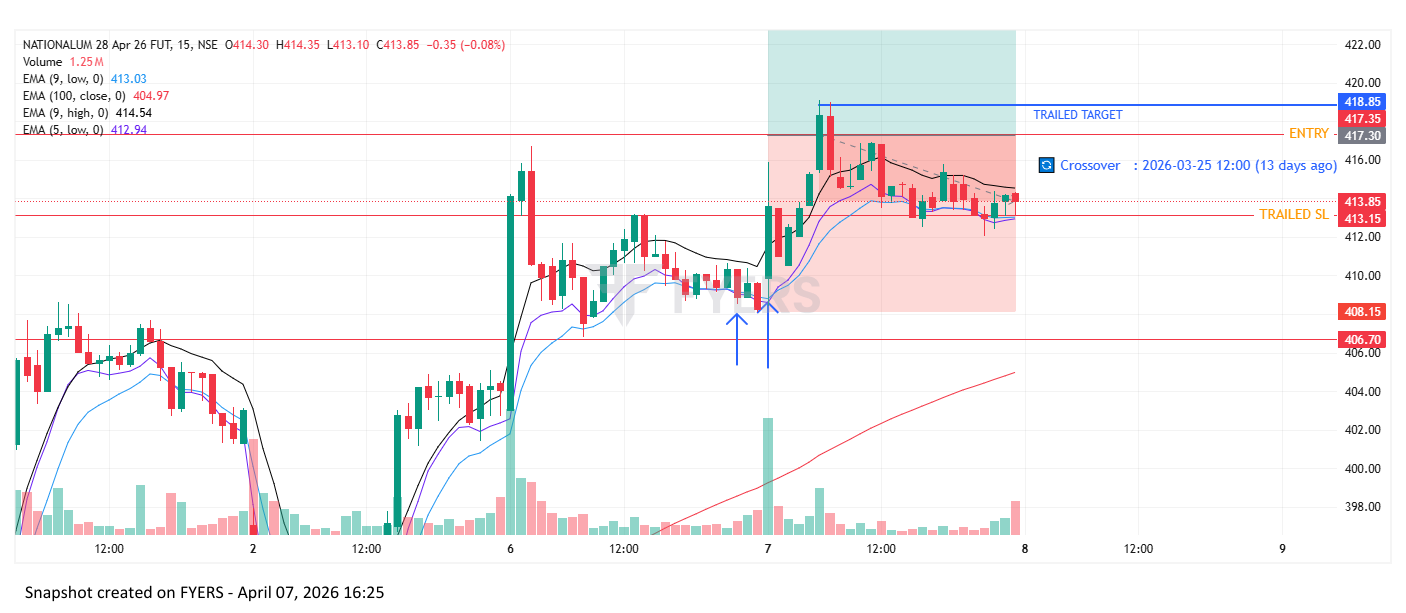 NATIONALUM 28 Apr 26 FUT, 15, NSE O414.30 H414.35 L413.10 C413.85 −0.35 (−0.08%)
Volume 1.25M
EMA (9, low, 0) 413.03
EMA (100, close, 0) 404.97
EMA (9, high, 0) 414.54
EMA (5, low, 0) 412.94
422.00
420.00
418.85
TRAILED TARGET
417.35
ENTRY
417.30
416.00
Crossover : 2026-03-25 12:00 (13 days ago)
413.85
TRAILED SL
413.15
412.00
410.00
FYERS
408.15
406.70
406.00
404.00
402.00
400.00
398.00
12:00 2 12:00 6 12:00 7 12:00 8 12:00 9
Snapshot created on FYERS - April 07, 2026 16:25